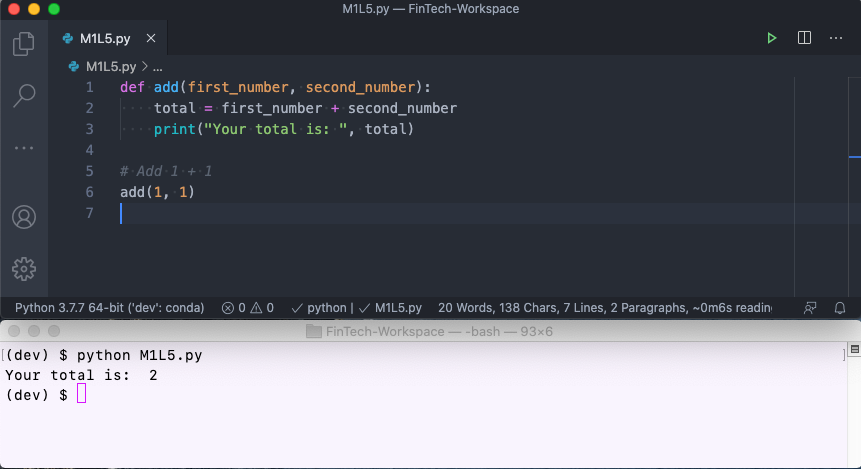 M1L5.py — FinTech-Workspace
M1L5.py ×
M1L5.py > ...
1 def add(first_number, second_number):
2     total = first_number + second_number
3     print("Your total is: ", total)
4
5 # Add 1 + 1
6 add(1, 1)
7
Python 3.7.7 64-bit ('dev': conda) 0 0 ✓ python | ✓ M1L5.py 20 Words, 138 Chars, 7 Lines, 2 Paragraphs, ~0m6s readin
FinTech-Workspace — -bash — 93×6
[(dev) $ python M1L5.py ]
Your total is:  2
(dev) $